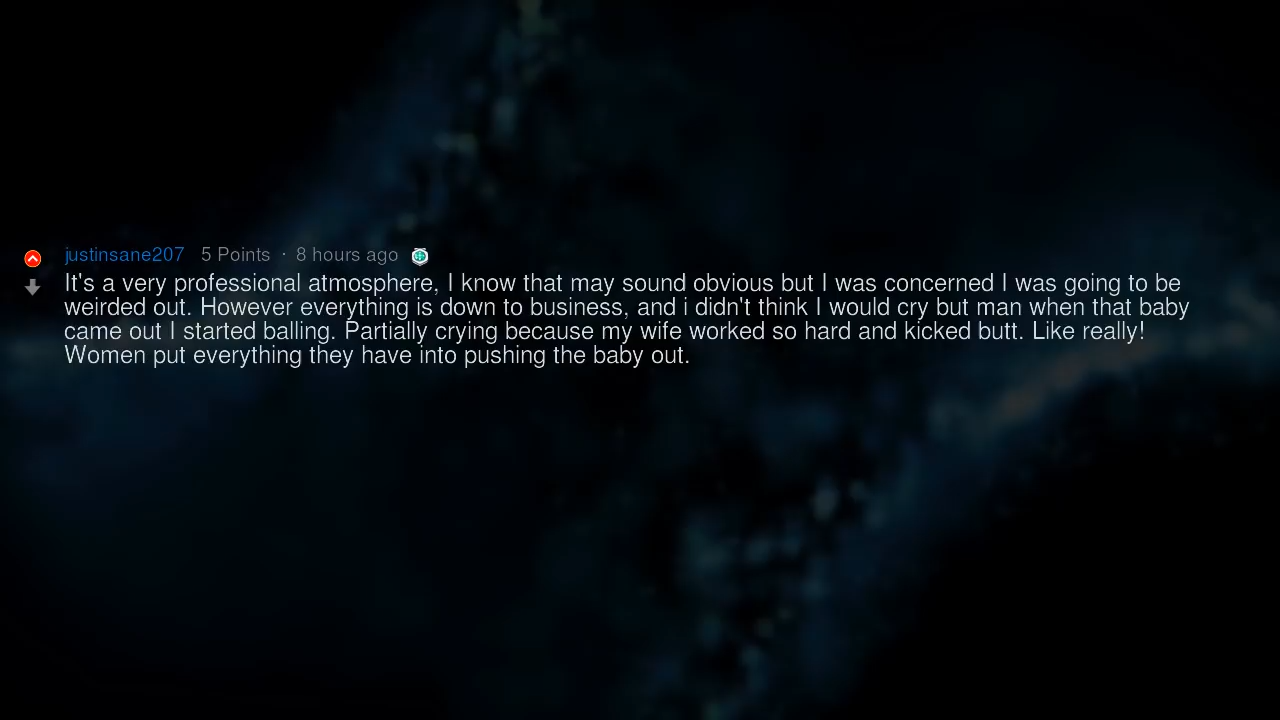 justinsane207 5 Points · 8 hours ago
It's a very professional atmosphere, I know that may sound obvious but I was concerned I was going to be
weirded out. However everything is down to business, and i didn't think I would cry but man when that baby
came out I started balling. Partially crying because my wife worked so hard and kicked butt. Like really!
Women put everything they have into pushing the baby out.